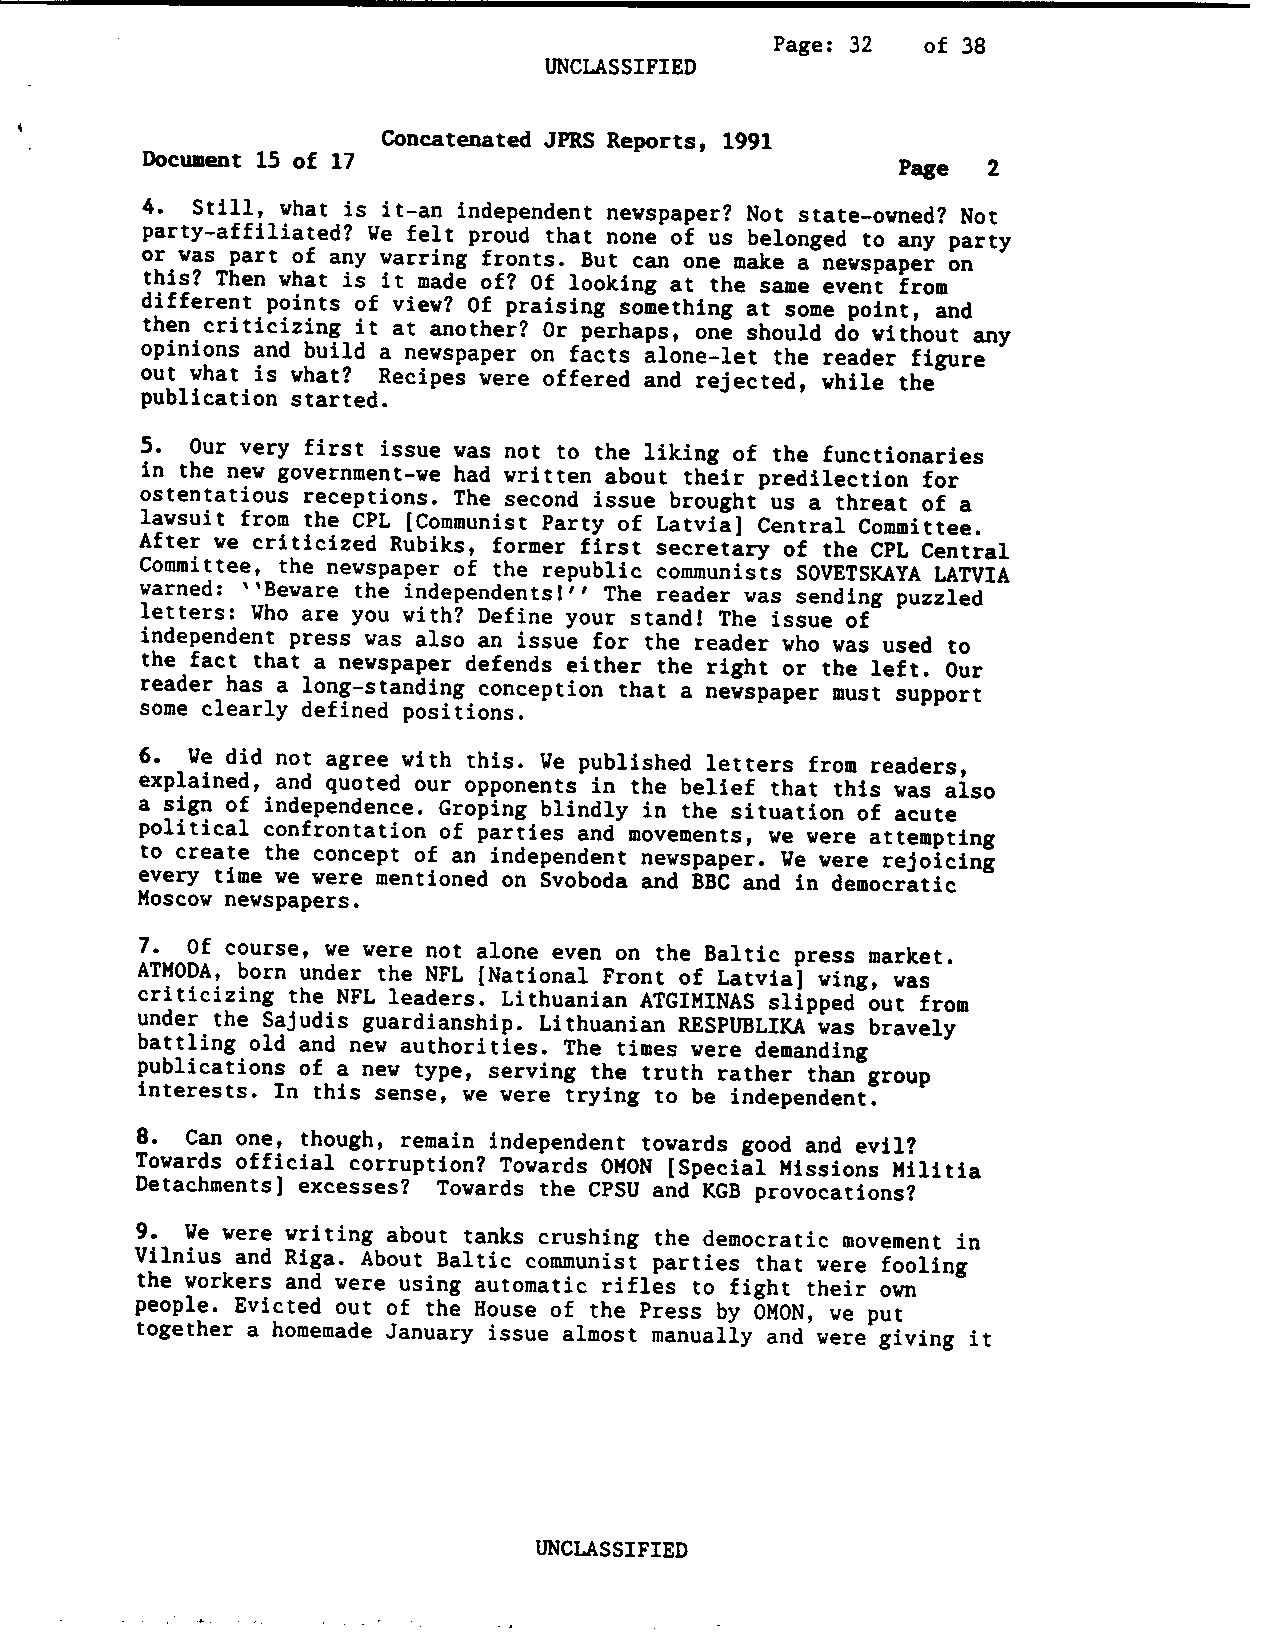 Page: 32 of 38
UNCLASSIFIED
Concatenated JPRS Reports, 1991
Document 15 of 17
Page 2
4. Still, what is it-an independent newspaper? Not state-owned? Not
party-affiliated? We felt proud that none of us belonged to any party
or was part of any warring fronts. But can one make a newspaper on
this? Then what is it made of? Of looking at the same event from
different points of view? Of praising something at some point, and
then criticizing it at another? Or perhaps, one should do without any
opinions and build a newspaper on facts alone-let the reader figure
out what is what? Recipes were offered and rejected, while the
publication started.
5. Our very first issue was not to the liking of the functionaries
in the new government-we had written about their predilection for
ostentatious receptions. The second issue brought us a threat of a
lawsuit from the CPL [Communist Party of Latvia] Central Committee.
After we criticized Rubiks, former first secretary of the CPL Central
Committee, the newspaper of the republic communists SOVETSKAYA LATVIA
warned: ``Beware the independents!'' The reader was sending puzzled
letters: Who are you with? Define your stand! The issue of
independent press was also an issue for the reader who was used to
the fact that a newspaper defends either the right or the left. Our
reader has a long-standing conception that a newspaper must support
some clearly defined positions.
6. We did not agree with this. We published letters from readers,
explained, and quoted our opponents in the belief that this was also
a sign of independence. Groping blindly in the situation of acute
political confrontation of parties and movements, we were attempting
to create the concept of an independent newspaper. We were rejoicing
every time we were mentioned on Svoboda and BBC and in democratic
Moscow newspapers.
7. Of course, we were not alone even on the Baltic press market.
ATMODA, born under the NFL [National Front of Latvia] wing, was
criticizing the NFL leaders. Lithuanian ATGIMINAS slipped out from
under the Sajudis guardianship. Lithuanian RESPUBLIKA was bravely
battling old and new authorities. The times were demanding
publications of a new type, serving the truth rather than group
interests. In this sense, we were trying to be independent.
8. Can one, though, remain independent towards good and evil?
Towards official corruption? Towards OMON [Special Missions Militia
Detachments] excesses? Towards the CPSU and KGB provocations?
9. We were writing about tanks crushing the democratic movement in
Vilnius and Riga. About Baltic communist parties that were fooling
the workers and were using automatic rifles to fight their own
people. Evicted out of the House of the Press by OMON, we put
together a homemade January issue almost manually and were giving it
UNCLASSIFIED